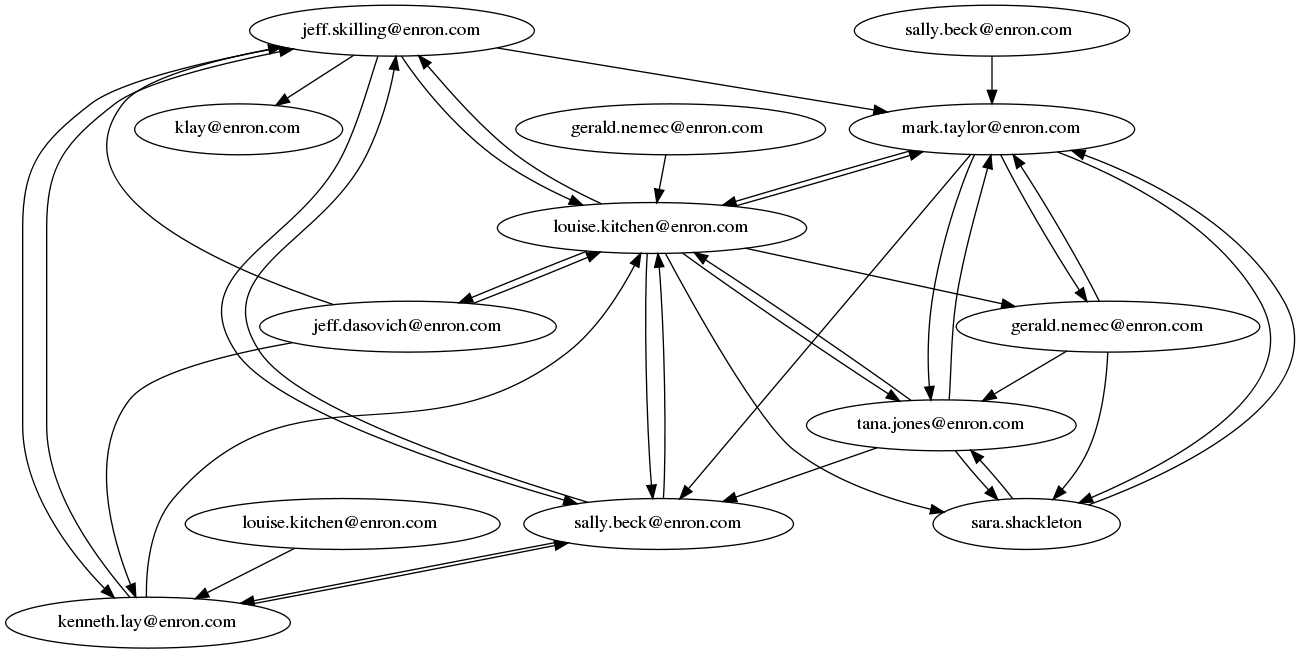 jeff.skilling@enron.com
sally.beck@enron.com
klay@enron.com
gerald.nemec@enron.com
mark.taylor@enron.com
louise.kitchen@enron.com
jeff.dasovich@enron.com
gerald.nemec@enron.com
tana.jones@enron.com
louise.kitchen@enron.com
sally.beck@enron.com
sara.shackleton
kenneth.lay@enron.com